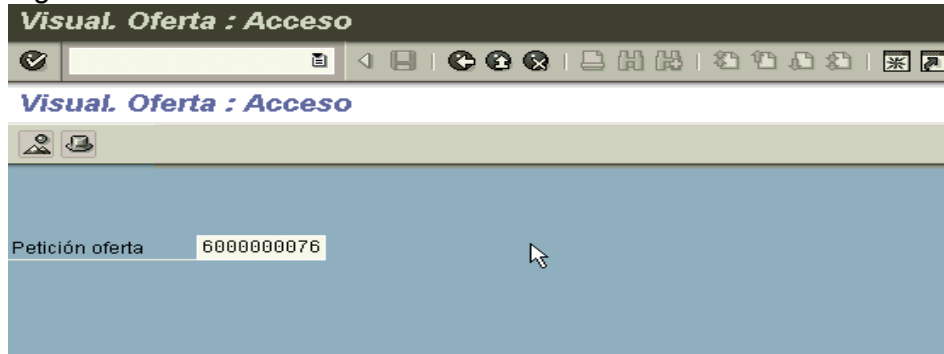 Visual. Oferta : Acceso
Visual. Oferta : Acceso
Petición oferta 6000000076